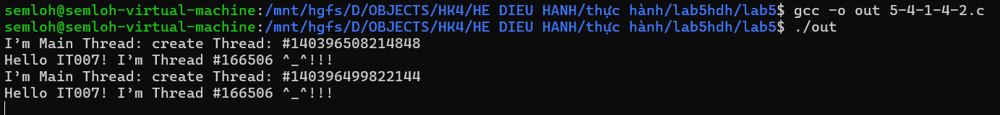 semloh@semloh-virtual-machine:/mnt/hgfs/D/OBJECTS/HK4/HE DIEU HANH/thực hành/lab5hdh/lab5$ gcc -o out 5-4-1-4-2.c
semloh@semloh-virtual-machine:/mnt/hgfs/D/OBJECTS/HK4/HE DIEU HANH/thực hành/lab5hdh/lab5$ ./out
I’m Main Thread: create Thread: #140396508214848
Hello IT007! I’m Thread #166506 ^_^!!!
I’m Main Thread: create Thread: #140396499822144
Hello IT007! I’m Thread #166506 ^_^!!!